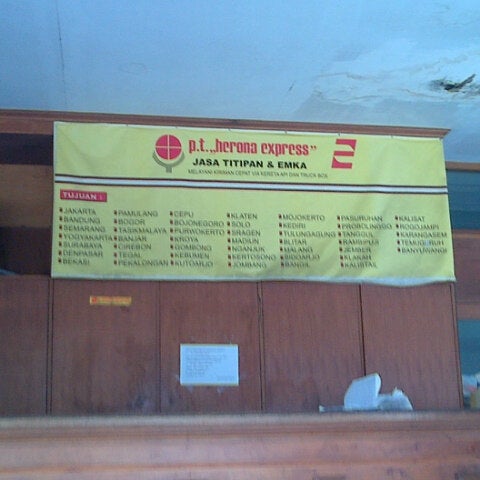 p.t. „herona express"
JASA TITIPAN & EMKA
MELAYANI KIRIMAN CEPAT VIA KERETA API DAN TRUCK BOX
TUJUAN :
JAKARTA
BANDUNG
SEMARANG
YOGYAKARTA
SURABAYA
DENPASAR
BEKASI
PAMULANG
BOGOR
TASIKMALAYA
BANJAR
CIREBON
TEGAL
PEKALONGAN
CEPU
BOJONEGORO
PURWOKERTO
KROYA
GOMBONG
KEBUMEN
KUTOARJO
KLATEN
SOLO
SRAGEN
MADIUN
NGANJUK
KERTOSONO
JOMBANG
MOJOKERTO
KEDIRI
TULUNGAGUNG
BLITAR
MALANG
SIDOARJO
BANGIL
PASURUHAN
PROBOLINGGO
TANGGUL
RAMBIPUJI
JEMBER
KLAKAH
KALISTAIL
KALISAT
ROGOJAMPI
KARANGASEM
TEMUGURUH
BANYUWANGI